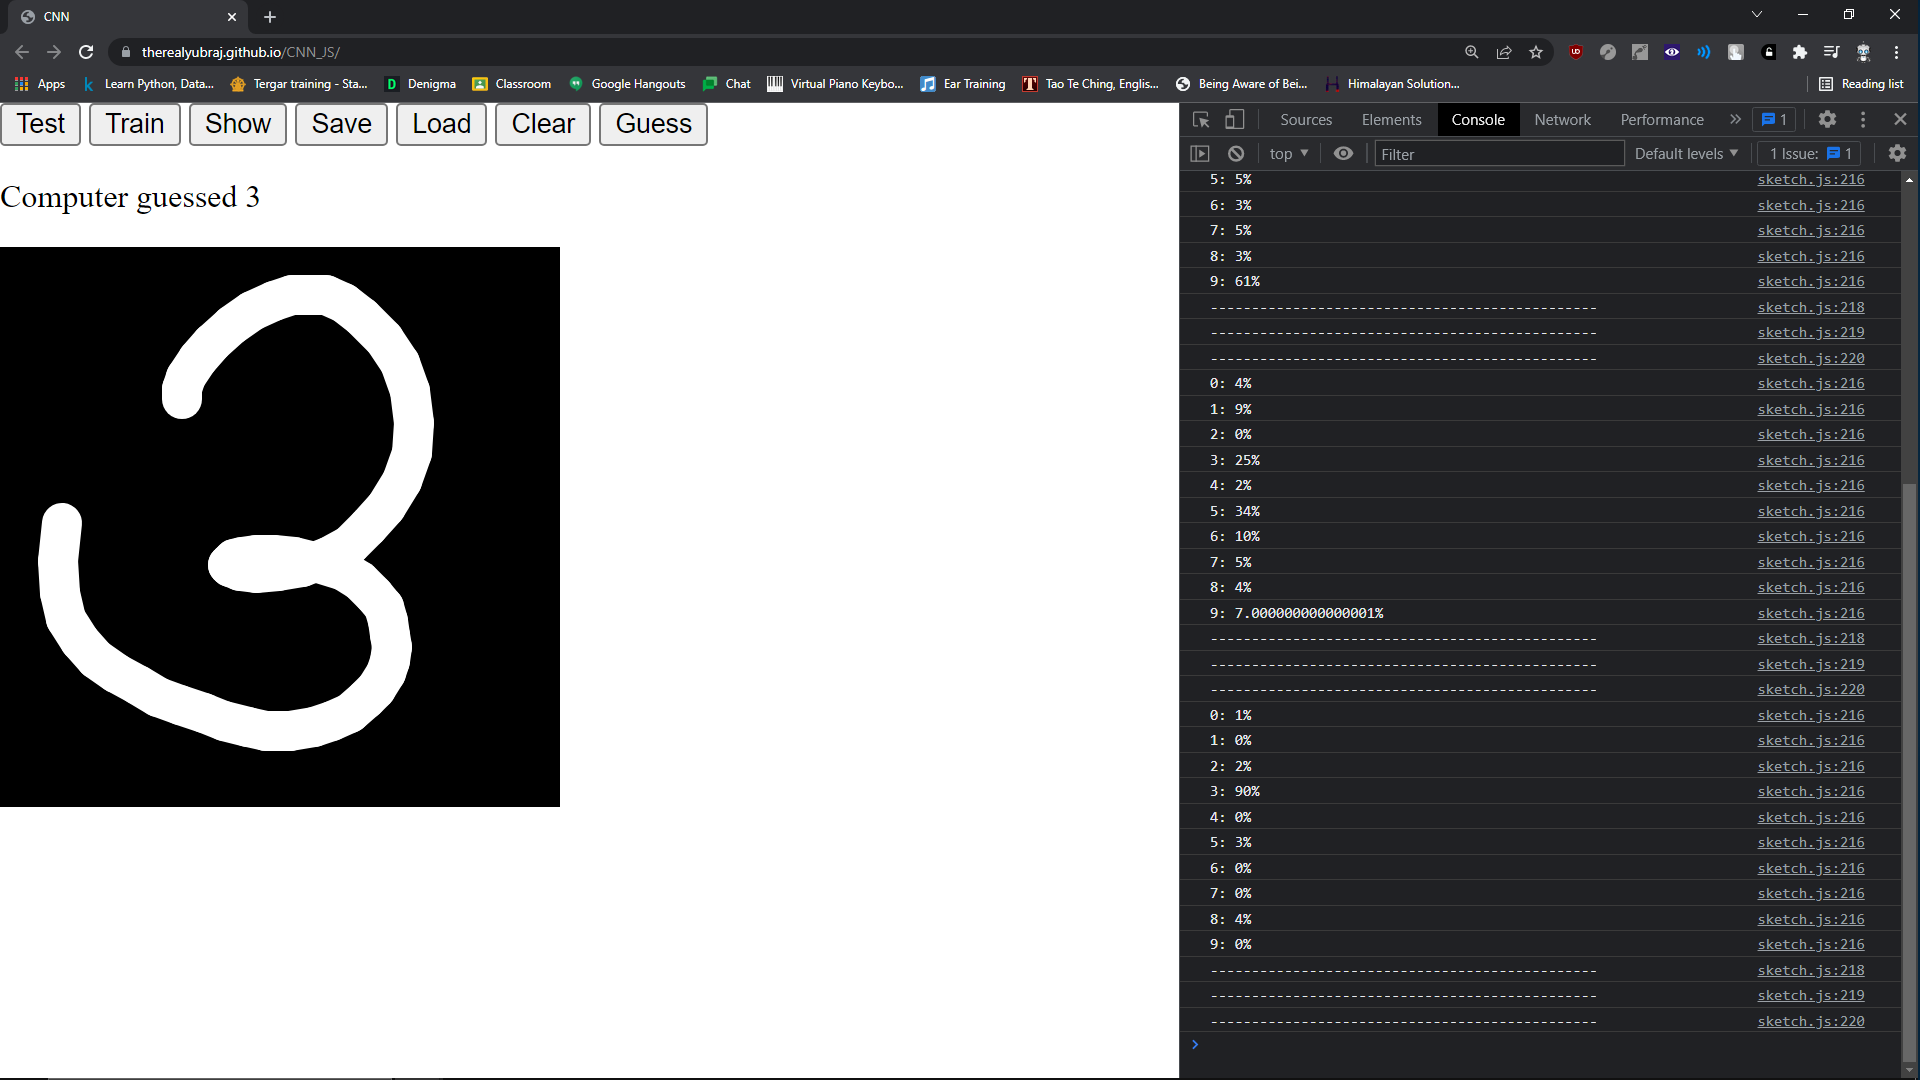 CNN
therealyubraj.github.io/CNN_JS/
Apps Learn Python, Data... Tergar training - Sta... Denigma Classroom Google Hangouts Chat Virtual Piano Keybo... Ear Training Tao Te Ching, Englis... Being Aware of Bei... Himalayan Solution... Reading list
Test Train Show Save Load Clear Guess
Computer guessed 3
3
Sources Elements Console Network Performance 1
top Filter Default levels 1 Issue: 1
5: 5% sketch.js:216
6: 3% sketch.js:216
7: 5% sketch.js:216
8: 3% sketch.js:216
9: 61% sketch.js:216
----------------------------------------------- sketch.js:218
----------------------------------------------- sketch.js:219
----------------------------------------------- sketch.js:220
0: 4% sketch.js:216
1: 9% sketch.js:216
2: 0% sketch.js:216
3: 25% sketch.js:216
4: 2% sketch.js:216
5: 34% sketch.js:216
6: 10% sketch.js:216
7: 5% sketch.js:216
8: 4% sketch.js:216
9: 7.000000000000001% sketch.js:216
----------------------------------------------- sketch.js:218
----------------------------------------------- sketch.js:219
----------------------------------------------- sketch.js:220
0: 1% sketch.js:216
1: 0% sketch.js:216
2: 2% sketch.js:216
3: 90% sketch.js:216
4: 0% sketch.js:216
5: 3% sketch.js:216
6: 0% sketch.js:216
7: 0% sketch.js:216
8: 4% sketch.js:216
9: 0% sketch.js:216
----------------------------------------------- sketch.js:218
----------------------------------------------- sketch.js:219
----------------------------------------------- sketch.js:220